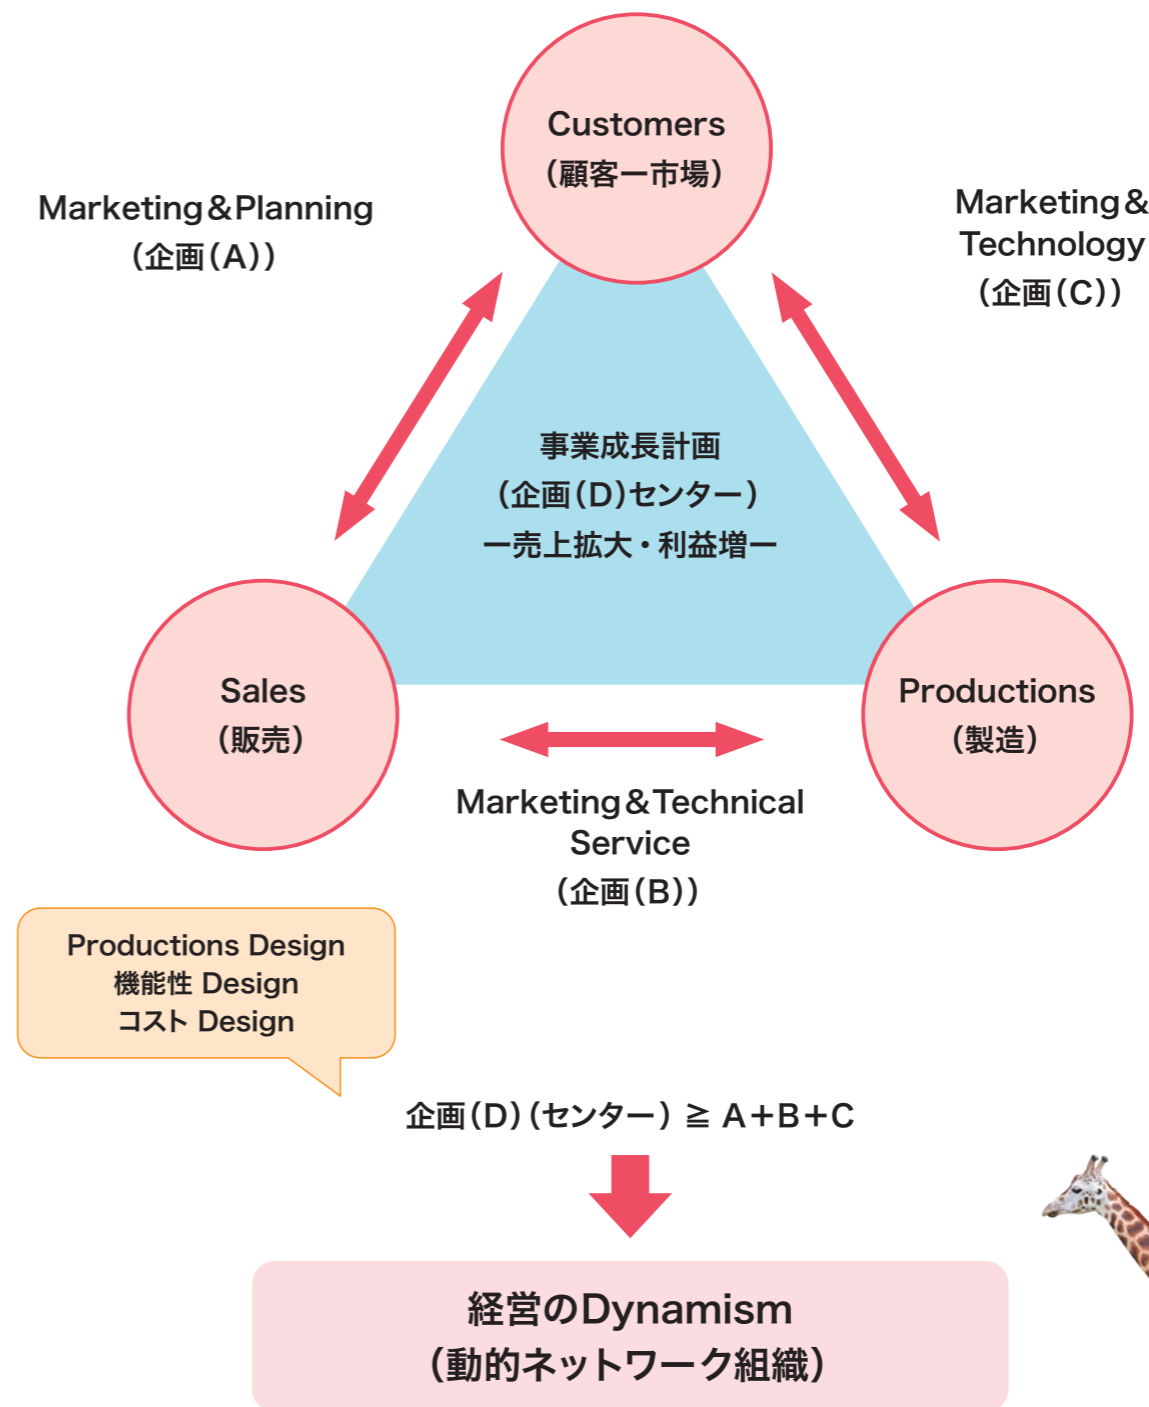 Customers
（顧客ー市場）
Marketing＆Planning
（企画（A））
Marketing＆
Technology
（企画（C））
事業成長計画
（企画（D）センター）
ー売上拡大・利益増ー
Sales
（販売）
Productions
（製造）
Marketing＆Technical
Service
（企画（B））
Productions Design
機能性 Design
コスト Design
企画（D）（センター）≧ A＋B＋C
経営のDynamism
（動的ネットワーク組織）